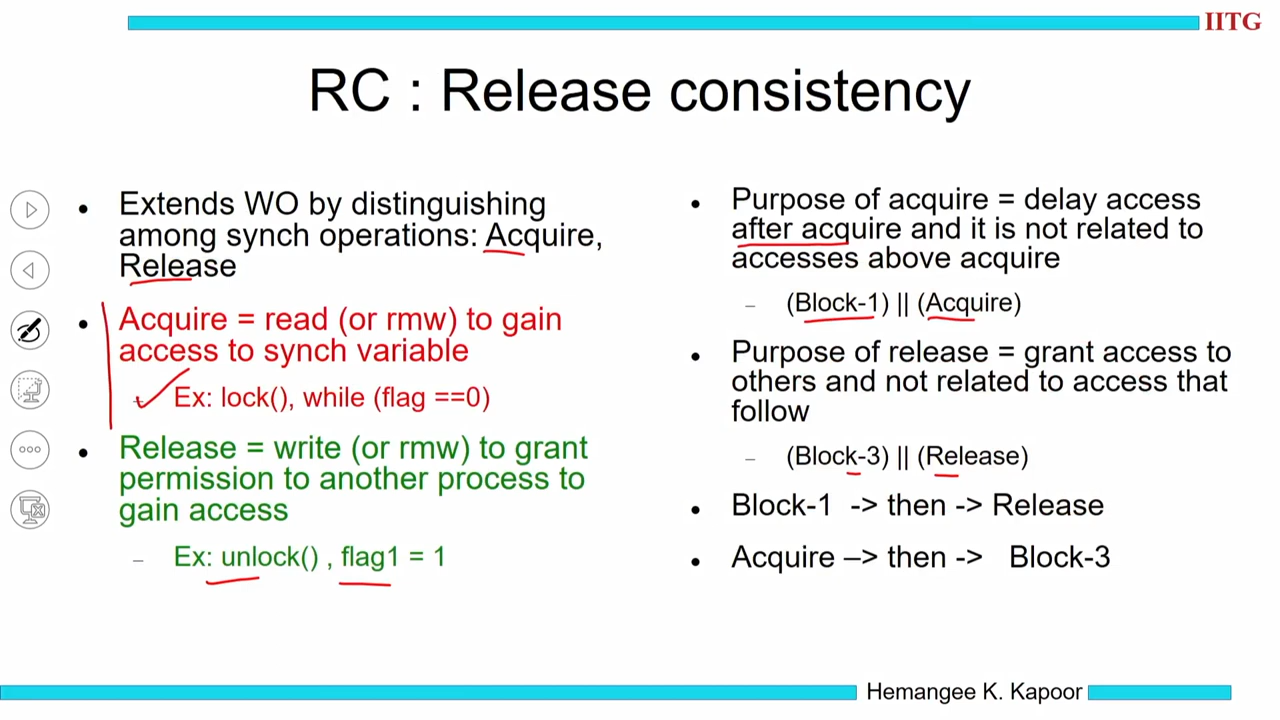 IITG
RC : Release consistency
• Extends WO by distinguishing
among synch operations: Acquire,
Release
• Acquire = read (or rmw) to gain
access to synch variable
– Ex: lock(), while (flag ==0)
• Release = write (or rmw) to grant
permission to another process to
gain access
– Ex: unlock() , flag1 = 1
• Purpose of acquire = delay access
after acquire and it is not related to
accesses above acquire
– (Block-1) || (Acquire)
• Purpose of release = grant access to
others and not related to access that
follow
– (Block-3) || (Release)
• Block-1 -> then -> Release
• Acquire –> then -> Block-3
Hemangee K. Kapoor